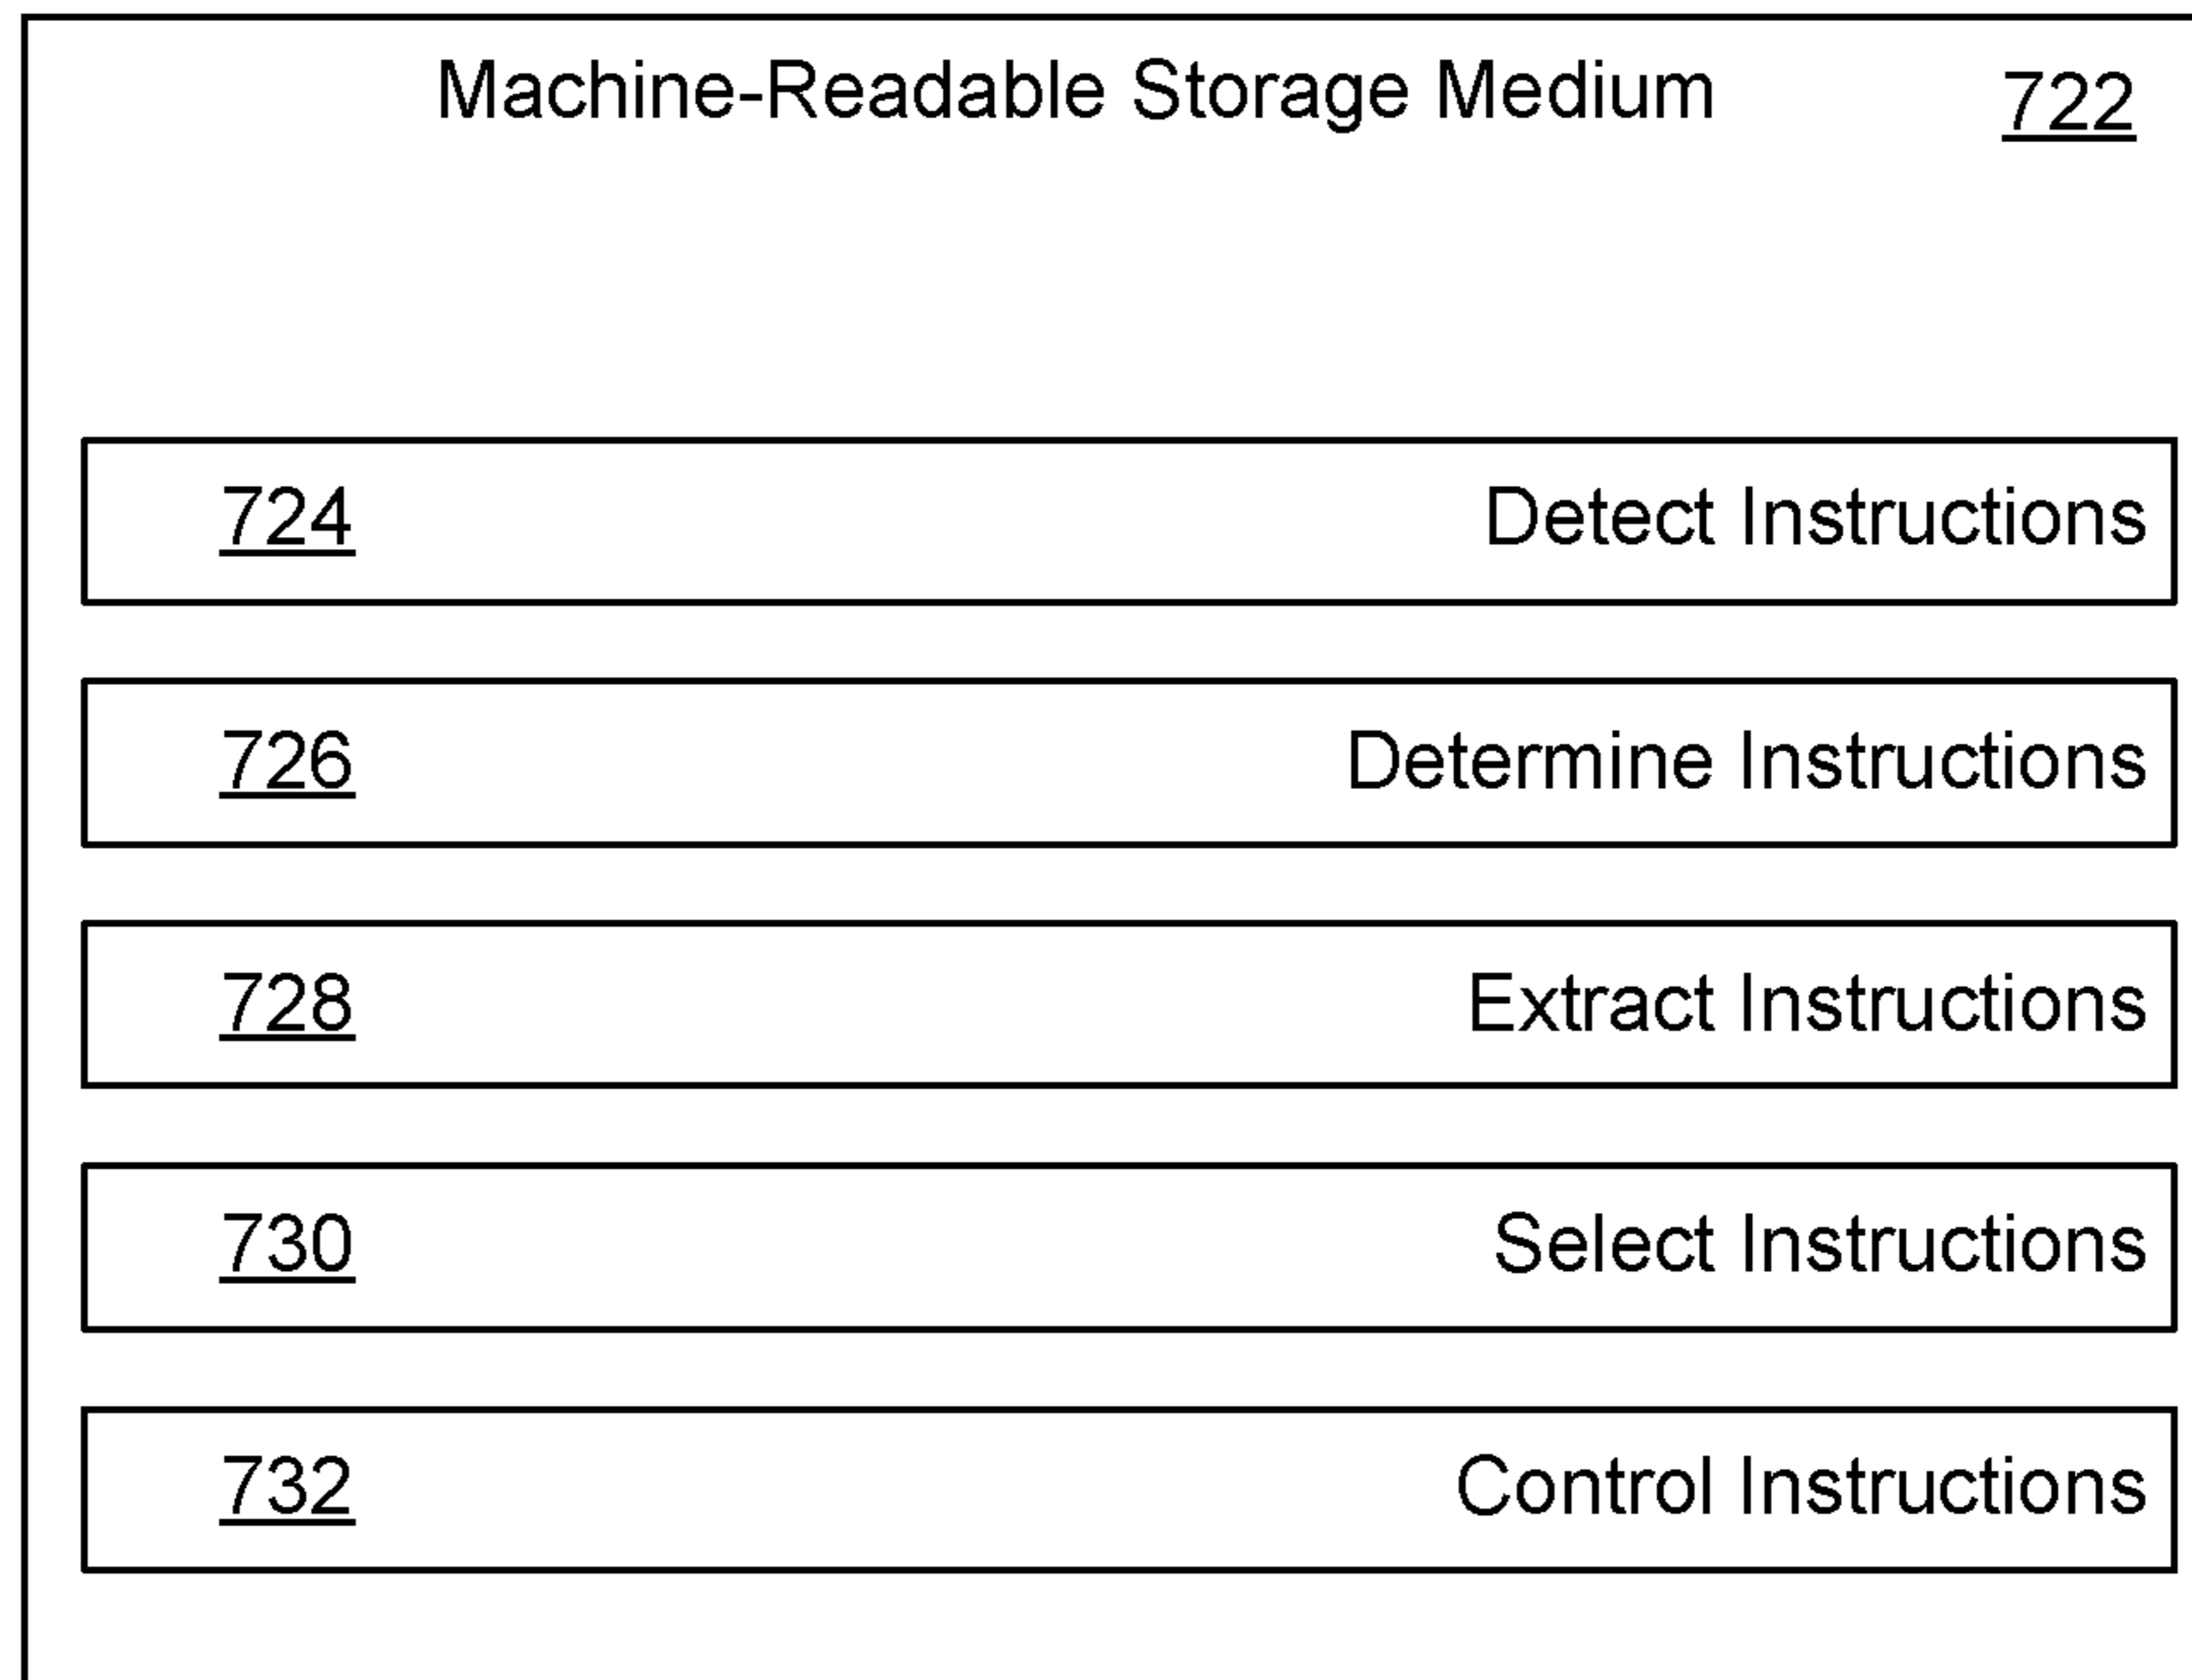 Machine-Readable Storage Medium 722
724 Detect Instructions
726 Determine Instructions
728 Extract Instructions
730 Select Instructions
732 Control Instructions